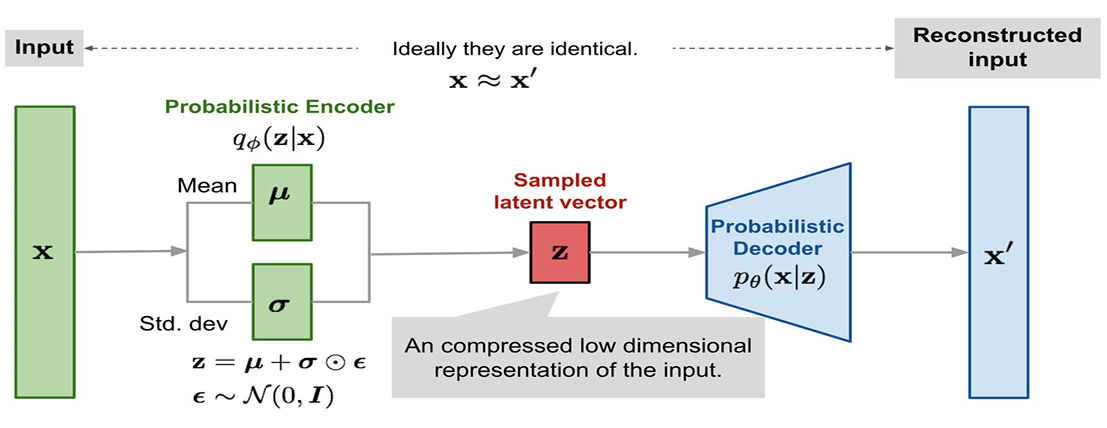 Input
Ideally they are identical.
x ≈ x′
Reconstructed
input
Probabilistic Encoder
qϕ(z|x)
Mean
μ
x
Std. dev
σ
z = μ + σ ⊙ ϵ
ϵ ∼ 𝒩(0, I)
Sampled
latent vector
z
An compressed low dimensional
representation of the input.
Probabilistic
Decoder
pθ(x|z)
x′